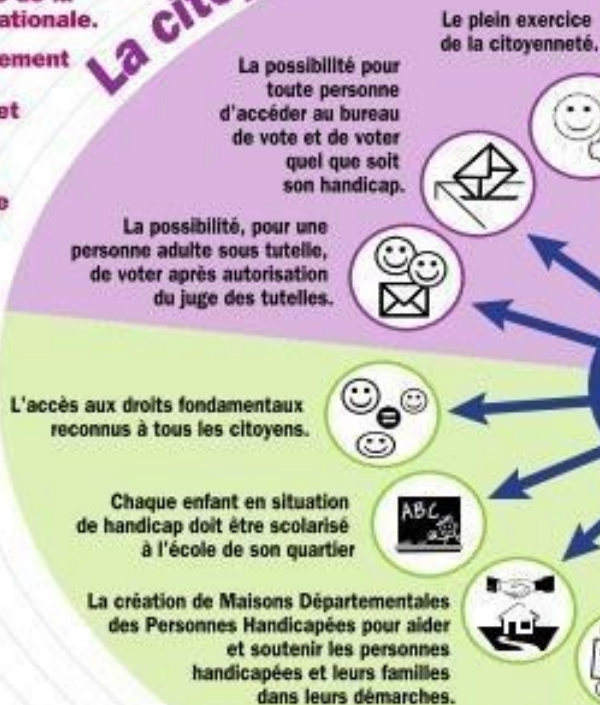 ationale.
ement
et
e
La
Le plein exercice
de la citoyenneté.
La possibilité pour
toute personne
d'accéder au bureau
de vote et de voter
quel que soit
son handicap.
La possibilité, pour une
personne adulte sous tutelle,
de voter après autorisation
du juge des tutelles.
L'accès aux droits fondamentaux
reconnus à tous les citoyens.
Chaque enfant en situation
de handicap doit être scolarisé
à l'école de son quartier
ABC
La création de Maisons Départementales
des Personnes Handicapées pour aider
et soutenir les personnes
handicapées et leurs familles
dans leurs démarches.